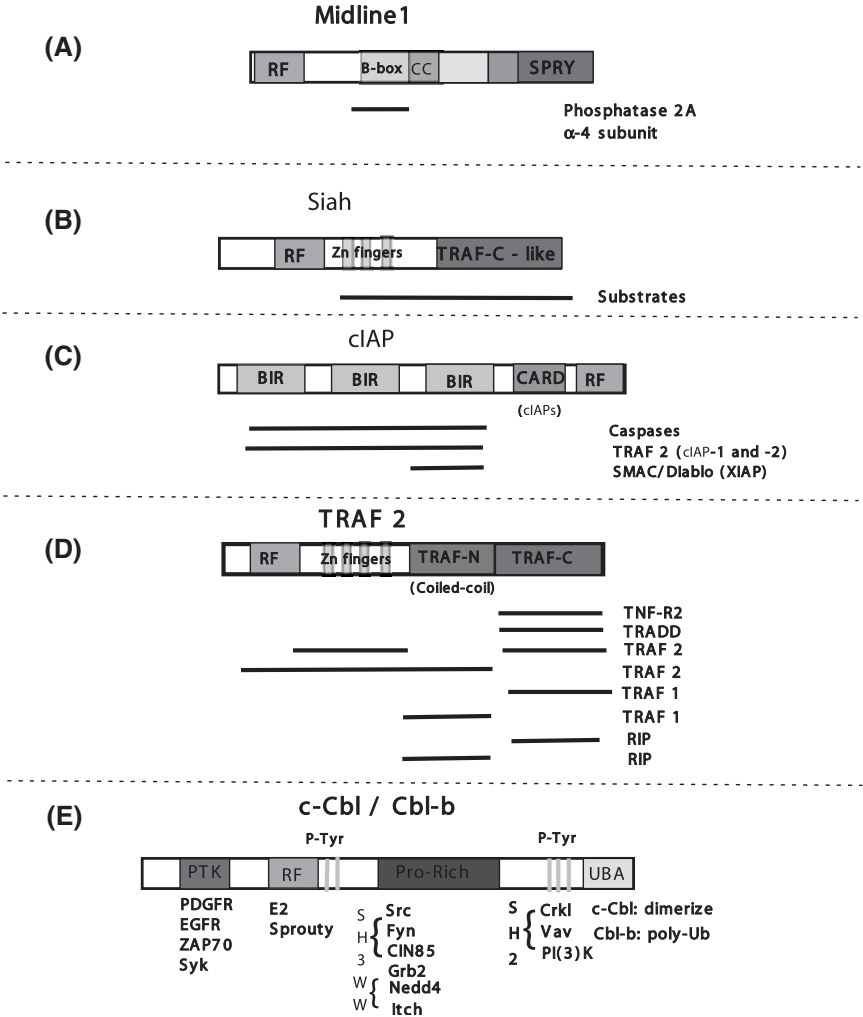 Midline1
(A)
RF B-box CC SPRY
Phosphatase 2A
α-4 subunit
(B)
Siah
RF Zn fingers TRAF-C - like
Substrates
(C)
cIAP
BIR BIR BIR CARD RF
(cIAPs)
Caspases
TRAF 2 (cIAP-1 and -2)
SMAC/Diablo (XIAP)
(D)
TRAF 2
RF Zn fingers TRAF-N TRAF-C
(Coiled-coil)
TNF-R2
TRADD
TRAF 2
TRAF 2
TRAF 1
TRAF 1
RIP
RIP
(E)
c-Cbl / Cbl-b
P-Tyr P-Tyr
PTK RF Pro-Rich UBA
PDGFR
EGFR
ZAP70
Syk
E2
Sprouty
S
H
3
Src
Fyn
CIN85
Grb2
W
W
Nedd4
Itch
S
H
2
Crkl
Vav
PI(3)K
c-Cbl: dimerize
Cbl-b: poly-Ub